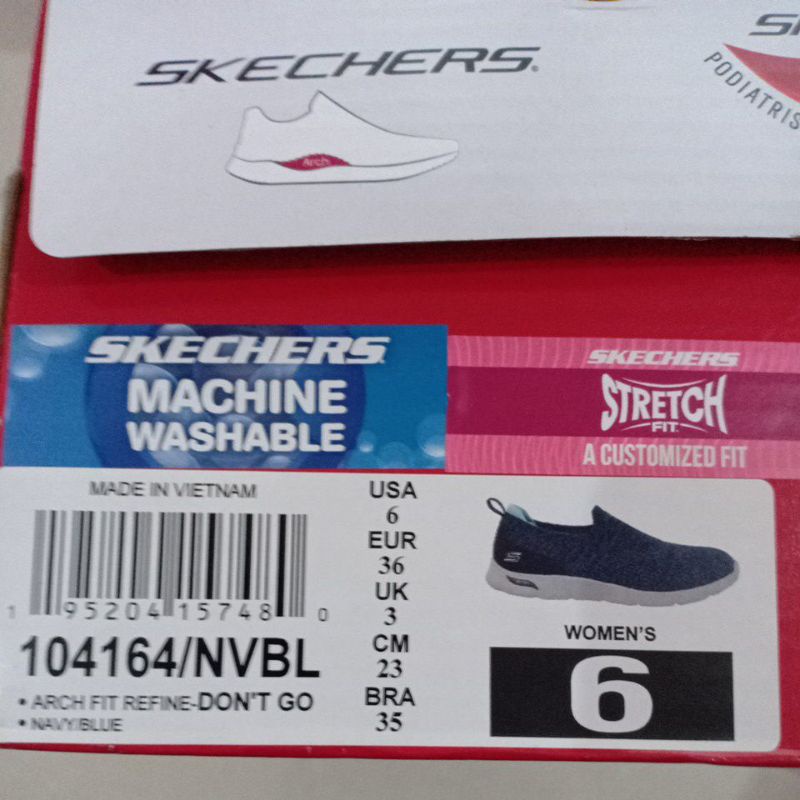 SKECHERS
PODIATRIS
Arch
SKECHERS
MACHINE
WASHABLE
SKECHERS
STRETCH
FIT
A CUSTOMIZED FIT
MADE IN VIETNAM
1 95204 15748 0
104164/NVBL
• ARCH FIT REFINE-DON'T GO
• NAVY/BLUE
USA
6
EUR
36
UK
3
CM
23
BRA
35
WOMEN'S
6